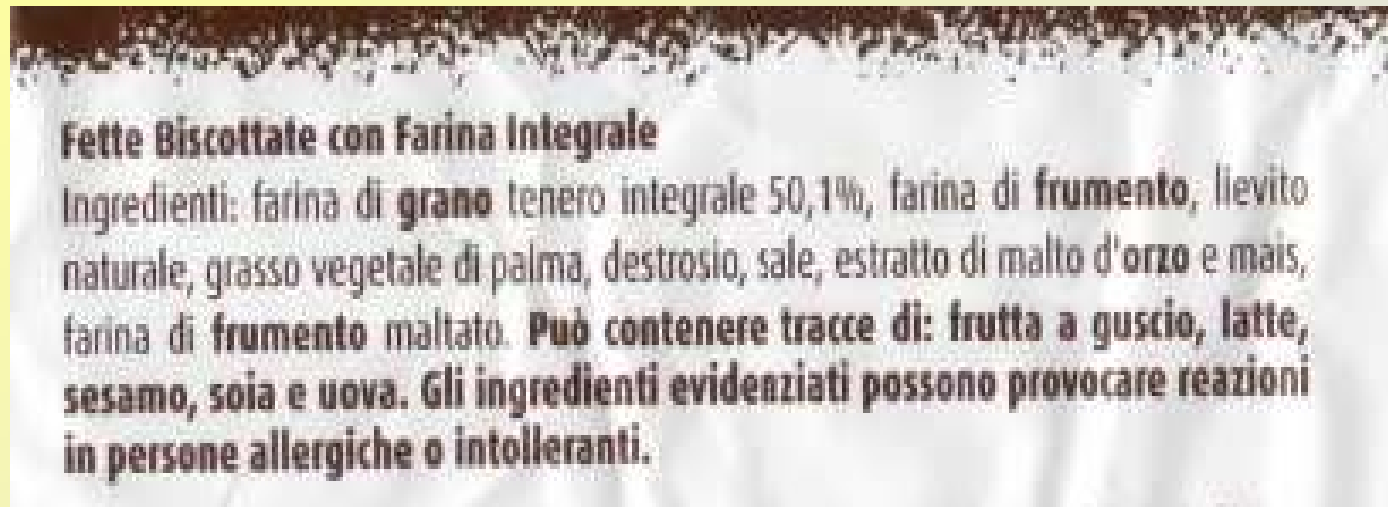 Fette Biscottate con Farina Integrale
Ingredienti: farina di grano tenero integrale 50,1%, farina di frumento, lievito
naturale, grasso vegetale di palma, destrosio, sale, estratto di malto d'orzo e mais,
farina di frumento maltato. Può contenere tracce di: frutta a guscio, latte,
sesamo, soia e uova. Gli ingredienti evidenziati possono provocare reazioni
in persone allergiche o intolleranti.